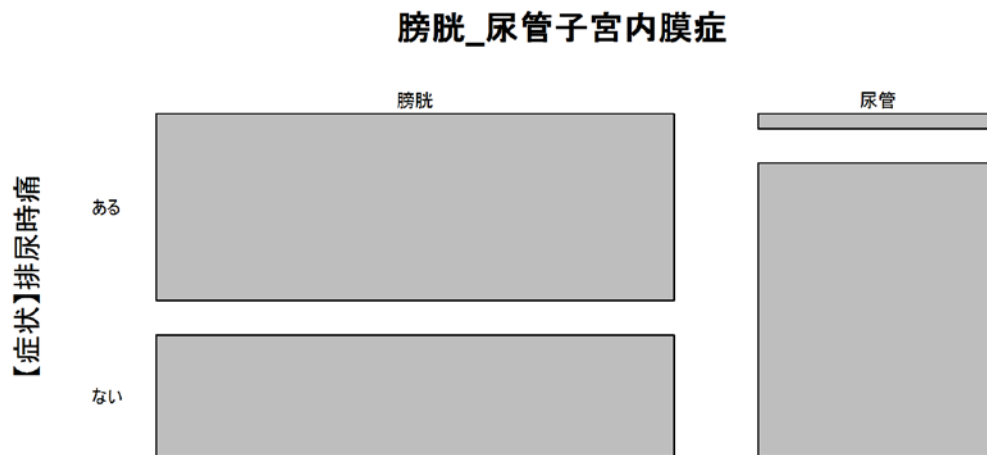 膀胱_尿管子宮内膜症
膀胱
尿管
【症状】排尿時痛
ある
ない